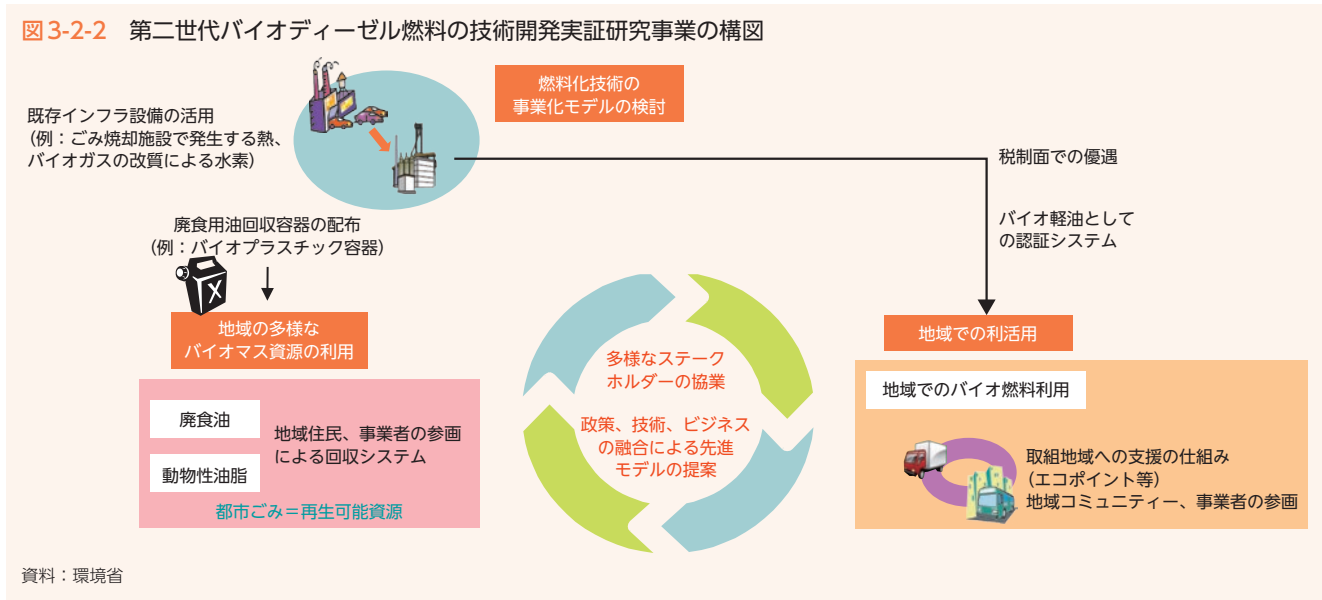 図3-2-2 第二世代バイオディーゼル燃料の技術開発実証研究事業の構図
燃料化技術の
事業化モデルの検討
既存インフラ設備の活用
(例:ごみ焼却施設で発生する熱、
バイオガスの改質による水素)
税制面での優遇
バイオ軽油として
の認証システム
廃食用油回収容器の配布
(例:バイオプラスチック容器)
X
地域の多様な
バイオマス資源の利用
廃食油
動物性油脂
地域住民、事業者の参画
による回収システム
都市ごみ=再生可能資源
多様なステーク
ホルダーの協業
政策、技術、ビジネス
の融合による先進
モデルの提案
地域での利活用
地域でのバイオ燃料利用
取組地域への支援の仕組み
(エコポイント等)
地域コミュニティー、事業者の参画
資料:環境省